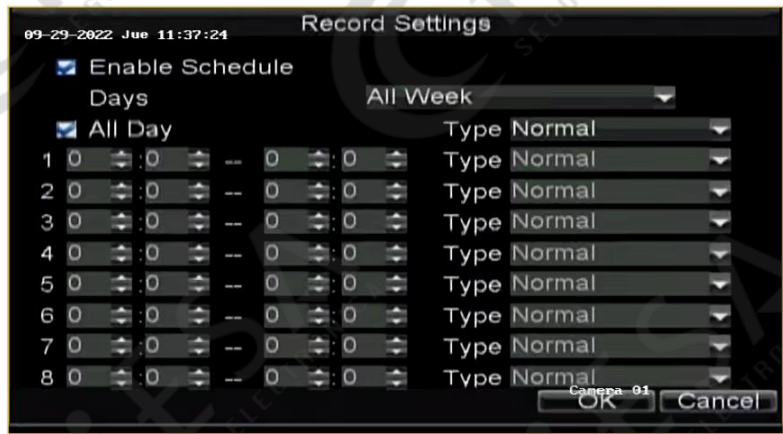 Record Settings
09-29-2022 Jue 11:37:24
Enable Schedule
Days All Week
All Day Type Normal
1 0 : 0 -- 0 : 0 Type Normal
2 0 : 0 -- 0 : 0 Type Normal
3 0 : 0 -- 0 : 0 Type Normal
4 0 : 0 -- 0 : 0 Type Normal
5 0 : 0 -- 0 : 0 Type Normal
6 0 : 0 -- 0 : 0 Type Normal
7 0 : 0 -- 0 : 0 Type Normal
8 0 : 0 -- 0 : 0 Type Normal
Camera 01
OK Cancel